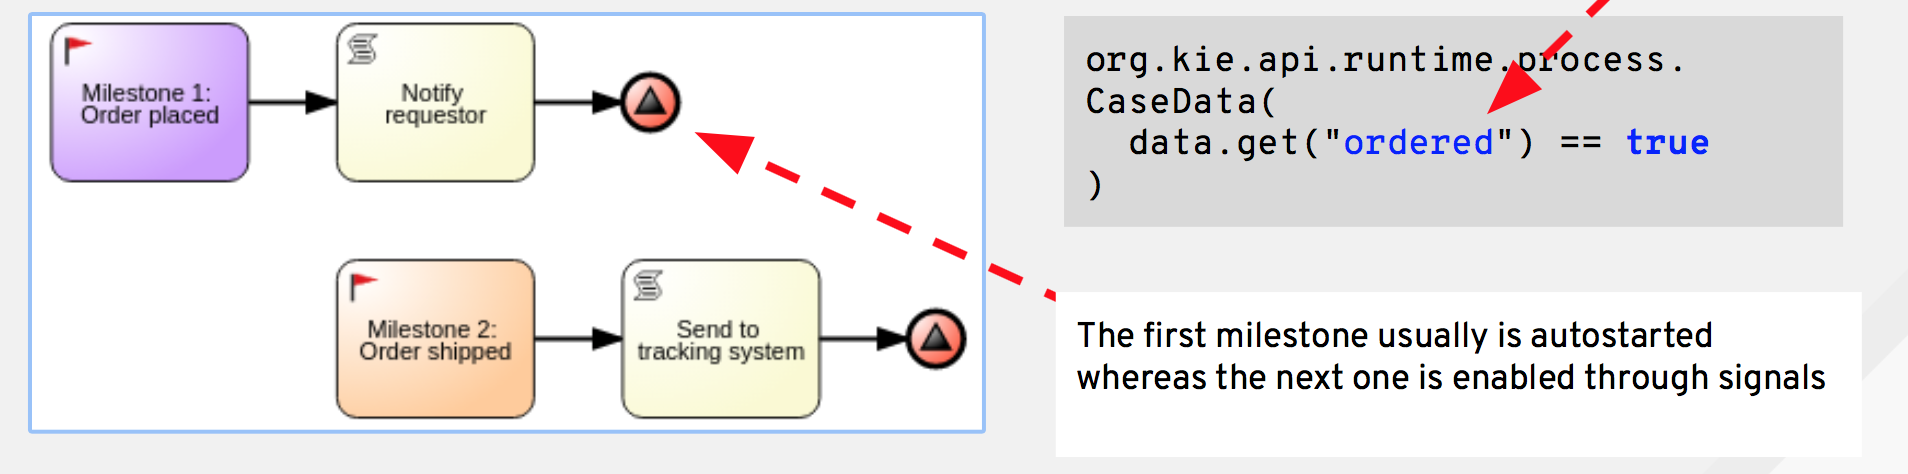 Milestone 1:
Order placed
Notify
requestor
Milestone 2:
Order shipped
Send to
tracking system
org.kie.api.runtime.process.
CaseData(
data.get("ordered") == true
)
The first milestone usually is autostarted
whereas the next one is enabled through signals